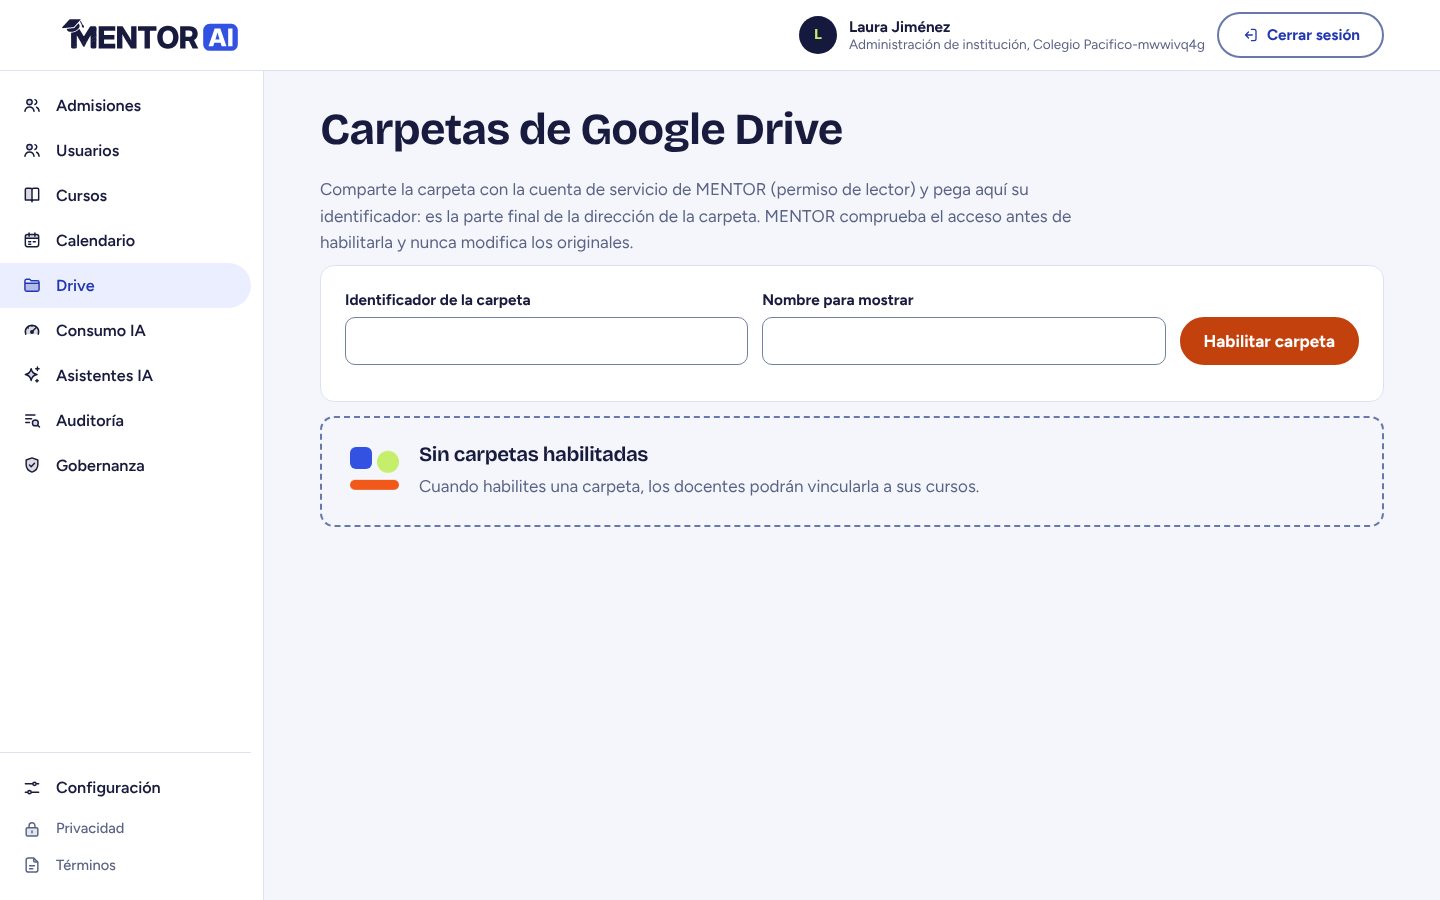 MENTOR AI
L
Laura Jiménez
Administración de institución, Colegio Pacifico-mwwivq4g
Cerrar sesión
Admisiones
Usuarios
Cursos
Calendario
Drive
Consumo IA
Asistentes IA
Auditoría
Gobernanza
Configuración
Privacidad
Términos
Carpetas de Google Drive
Comparte la carpeta con la cuenta de servicio de MENTOR (permiso de lector) y pega aquí su
identificador: es la parte final de la dirección de la carpeta. MENTOR comprueba el acceso antes de
habilitarla y nunca modifica los originales.
Identificador de la carpeta
Nombre para mostrar
Habilitar carpeta
Sin carpetas habilitadas
Cuando habilites una carpeta, los docentes podrán vincularla a sus cursos.